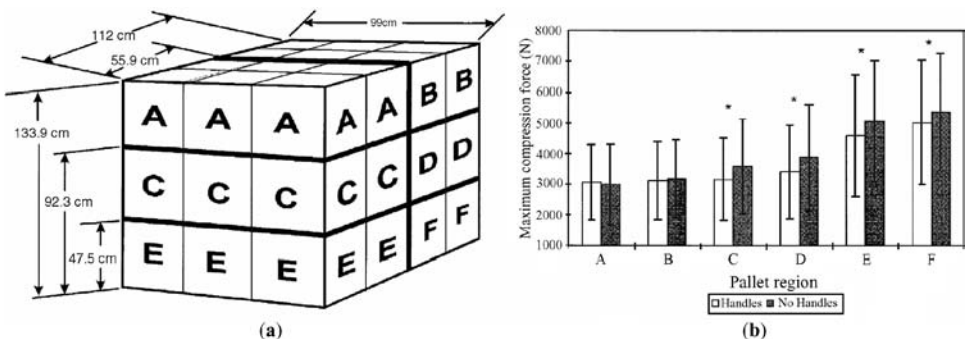 99cm
112 cm
55.9 cm
133.9 cm
92.3 cm
47.5 cm
A A A A A B B
C C C C C D D
E E E E E F F
(a)
Maximum compression force (N)
8000
7000
6000
5000
4000
3000
2000
1000
* * * *
A B C D E F
Pallet region
Handles No Handles
(b)